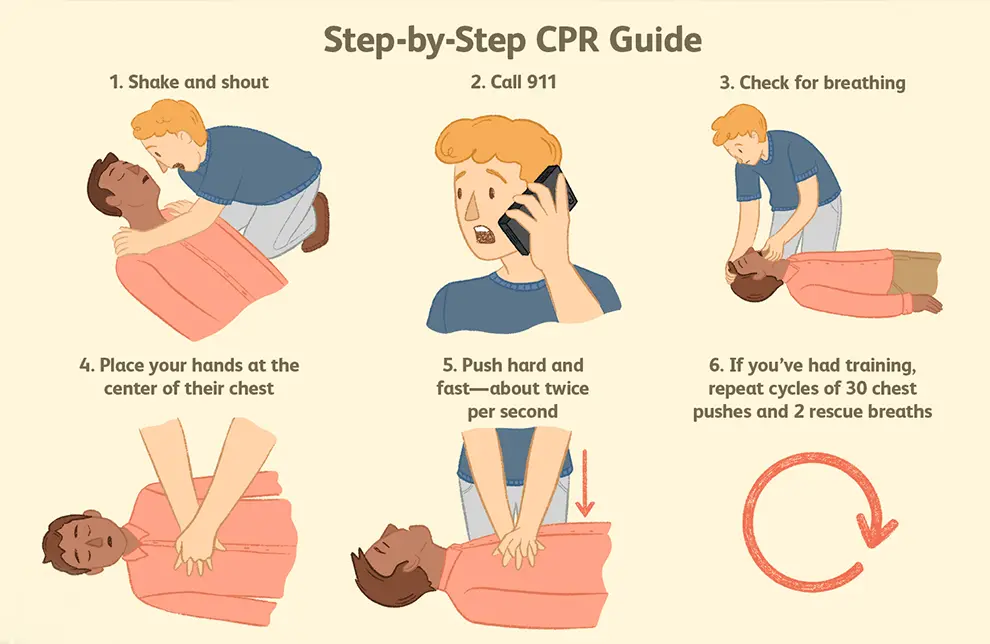 Step-by-Step CPR Guide
1. Shake and shout
2. Call 911
3. Check for breathing
4. Place your hands at the
center of their chest
5. Push hard and
fast—about twice
per second
6. If you’ve had training,
repeat cycles of 30 chest
pushes and 2 rescue breaths